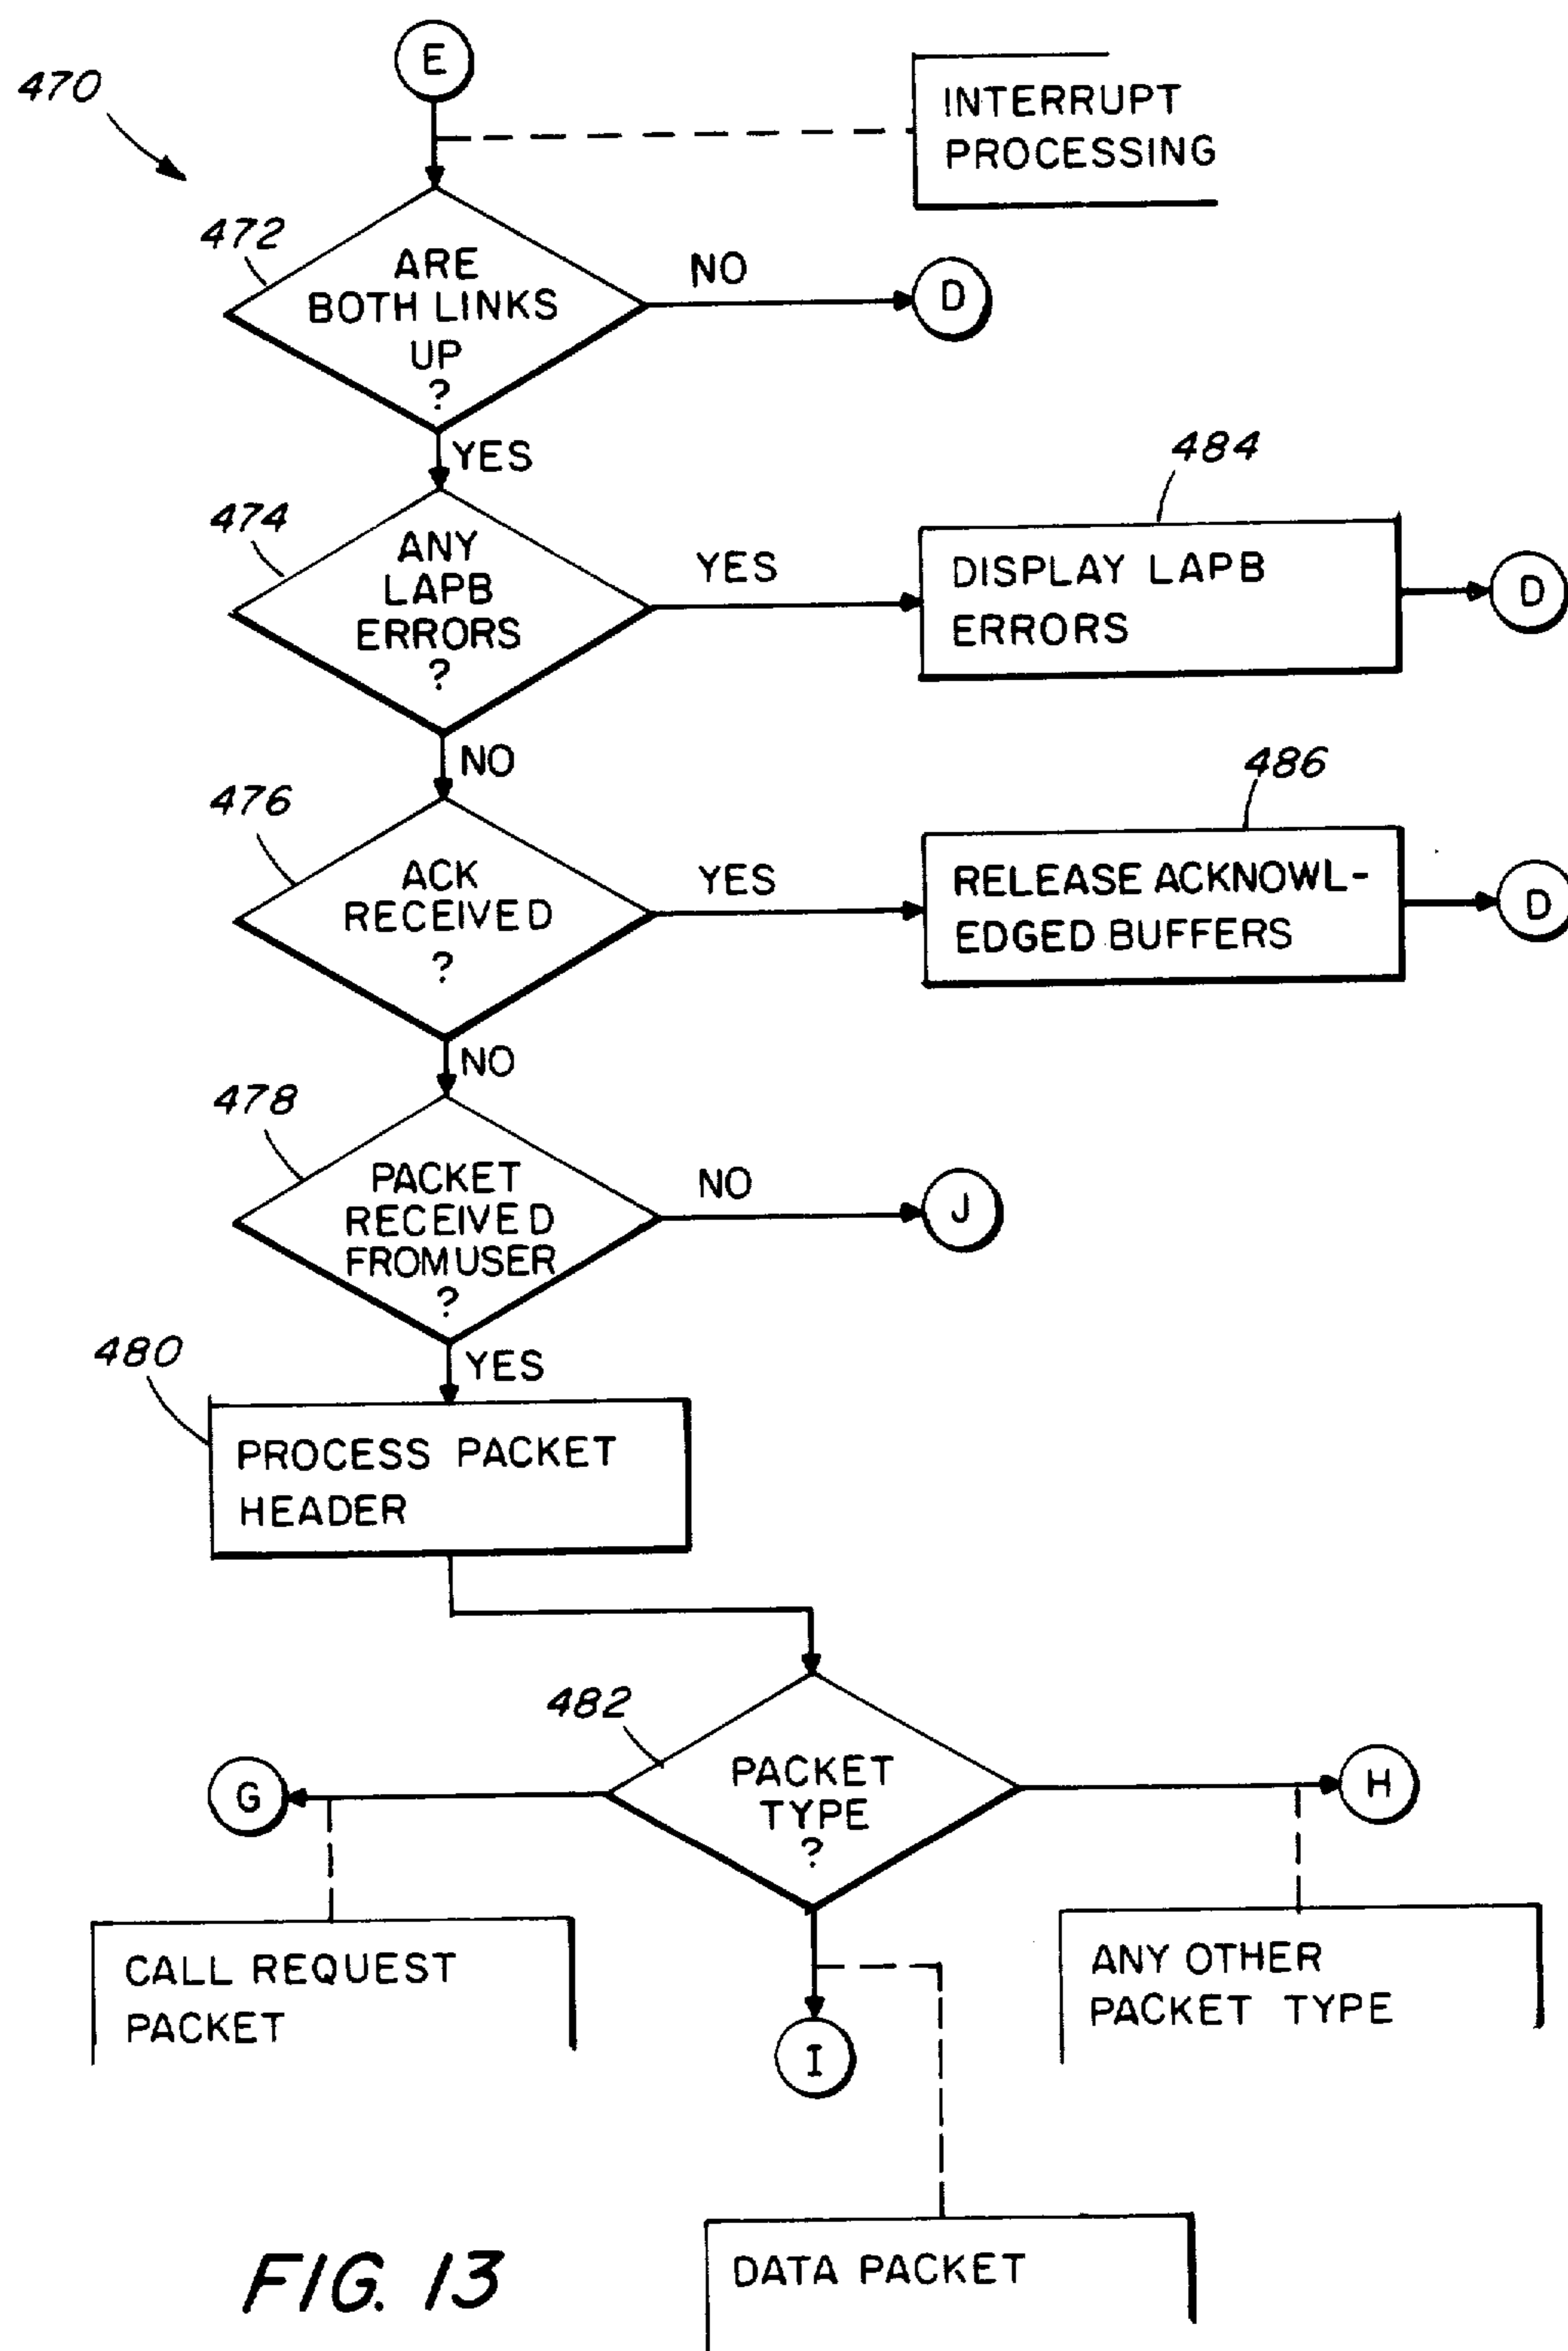 E
470
INTERRUPT
PROCESSING
472
ARE
BOTH LINKS
UP
?
NO
D
YES
484
474
ANY
LAPB
ERRORS
?
YES
DISPLAY LAPB
ERRORS
D
NO
486
476
ACK
RECEIVED
?
YES
RELEASE ACKNOWL-
EDGED BUFFERS
D
NO
478
PACKET
RECEIVED
FROM USER
?
NO
J
YES
480
PROCESS PACKET
HEADER
482
PACKET
TYPE
?
G
H
CALL REQUEST
PACKET
I
ANY OTHER
PACKET TYPE
DATA PACKET
FIG. 13